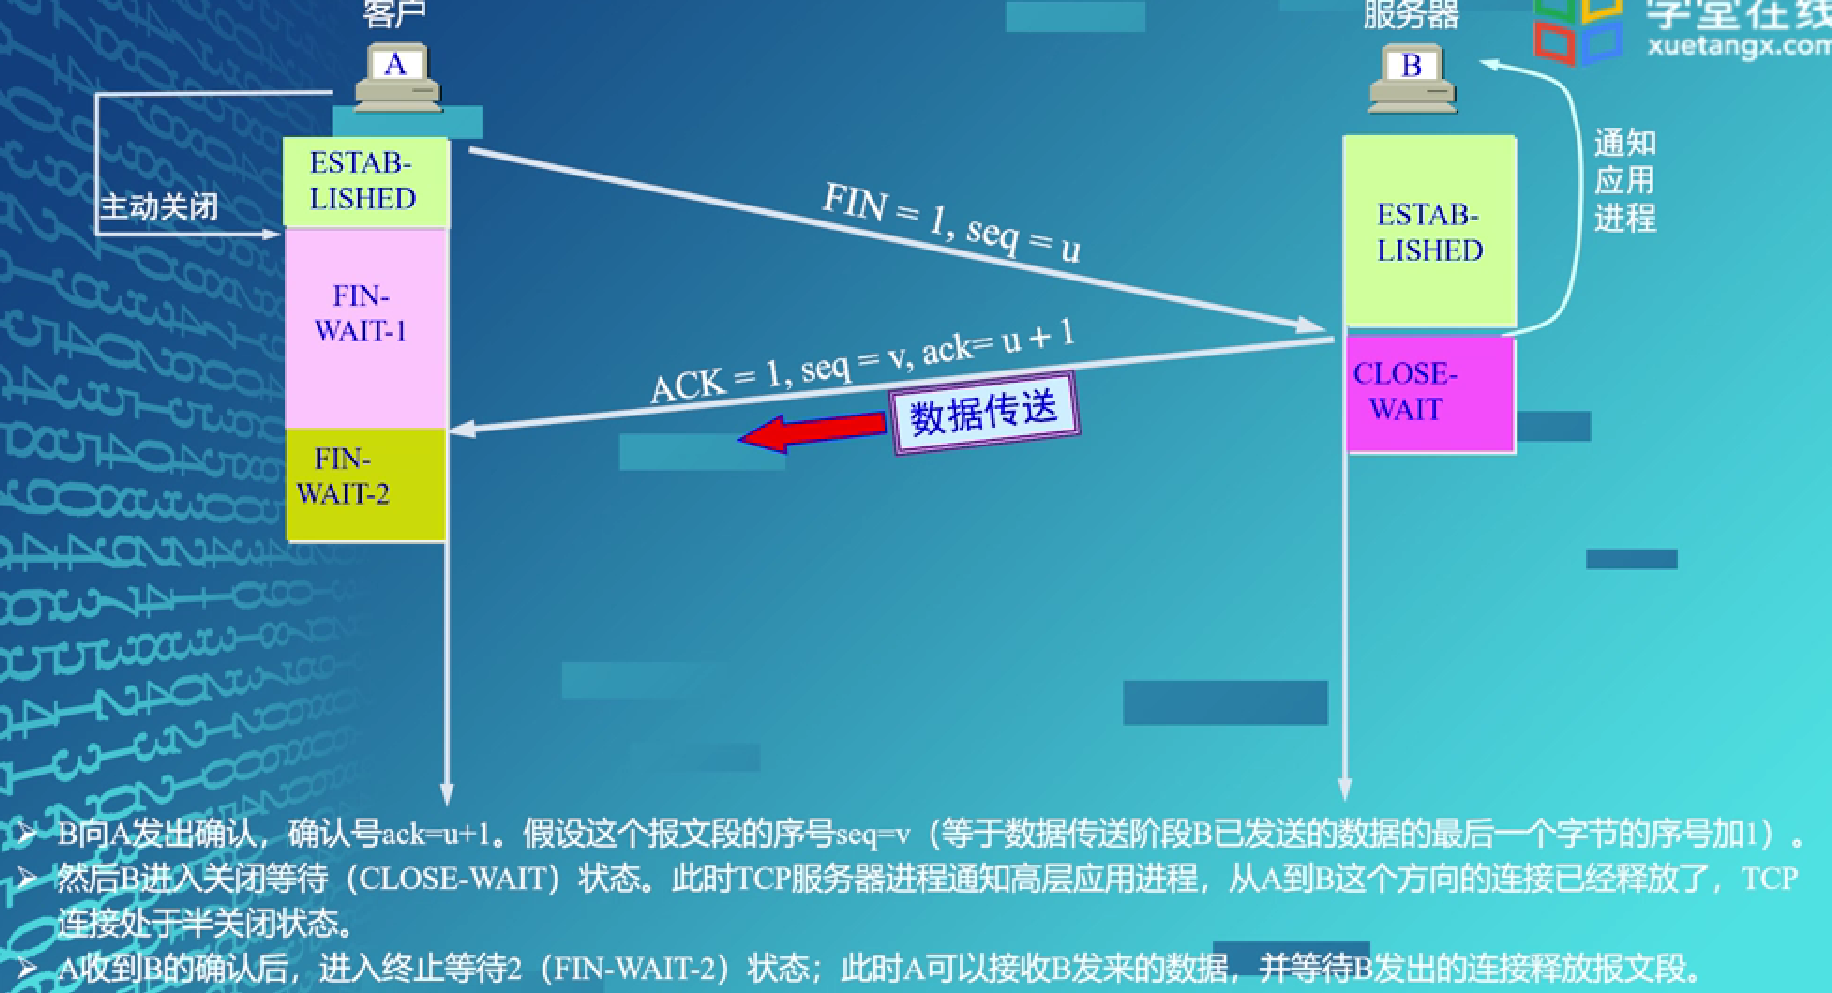 客户
服务器
学堂在线
xuetangx.com
A
B
通知
应用
进程
ESTAB-
LISHED
主动关闭
FIN = 1, seq = u
ESTAB-
LISHED
FIN-
WAIT-1
ACK = 1, seq = v, ack= u + 1
数据传送
CLOSE-
WAIT
FIN-
WAIT-2
➢ B向A发出确认，确认号ack=u+1。假设这个报文段的序号seq=v（等于数据传送阶段B已发送的数据的最后一个字节的序号加1）。
➢ 然后B进入关闭等待（CLOSE-WAIT）状态。此时TCP服务器进程通知高层应用进程，从A到B这个方向的连接已经释放了，TCP
连接处于半关闭状态。
➢ A收到B的确认后，进入终止等待2（FIN-WAIT-2）状态；此时A可以接收B发来的数据，并等待B发出的连接释放报文段。